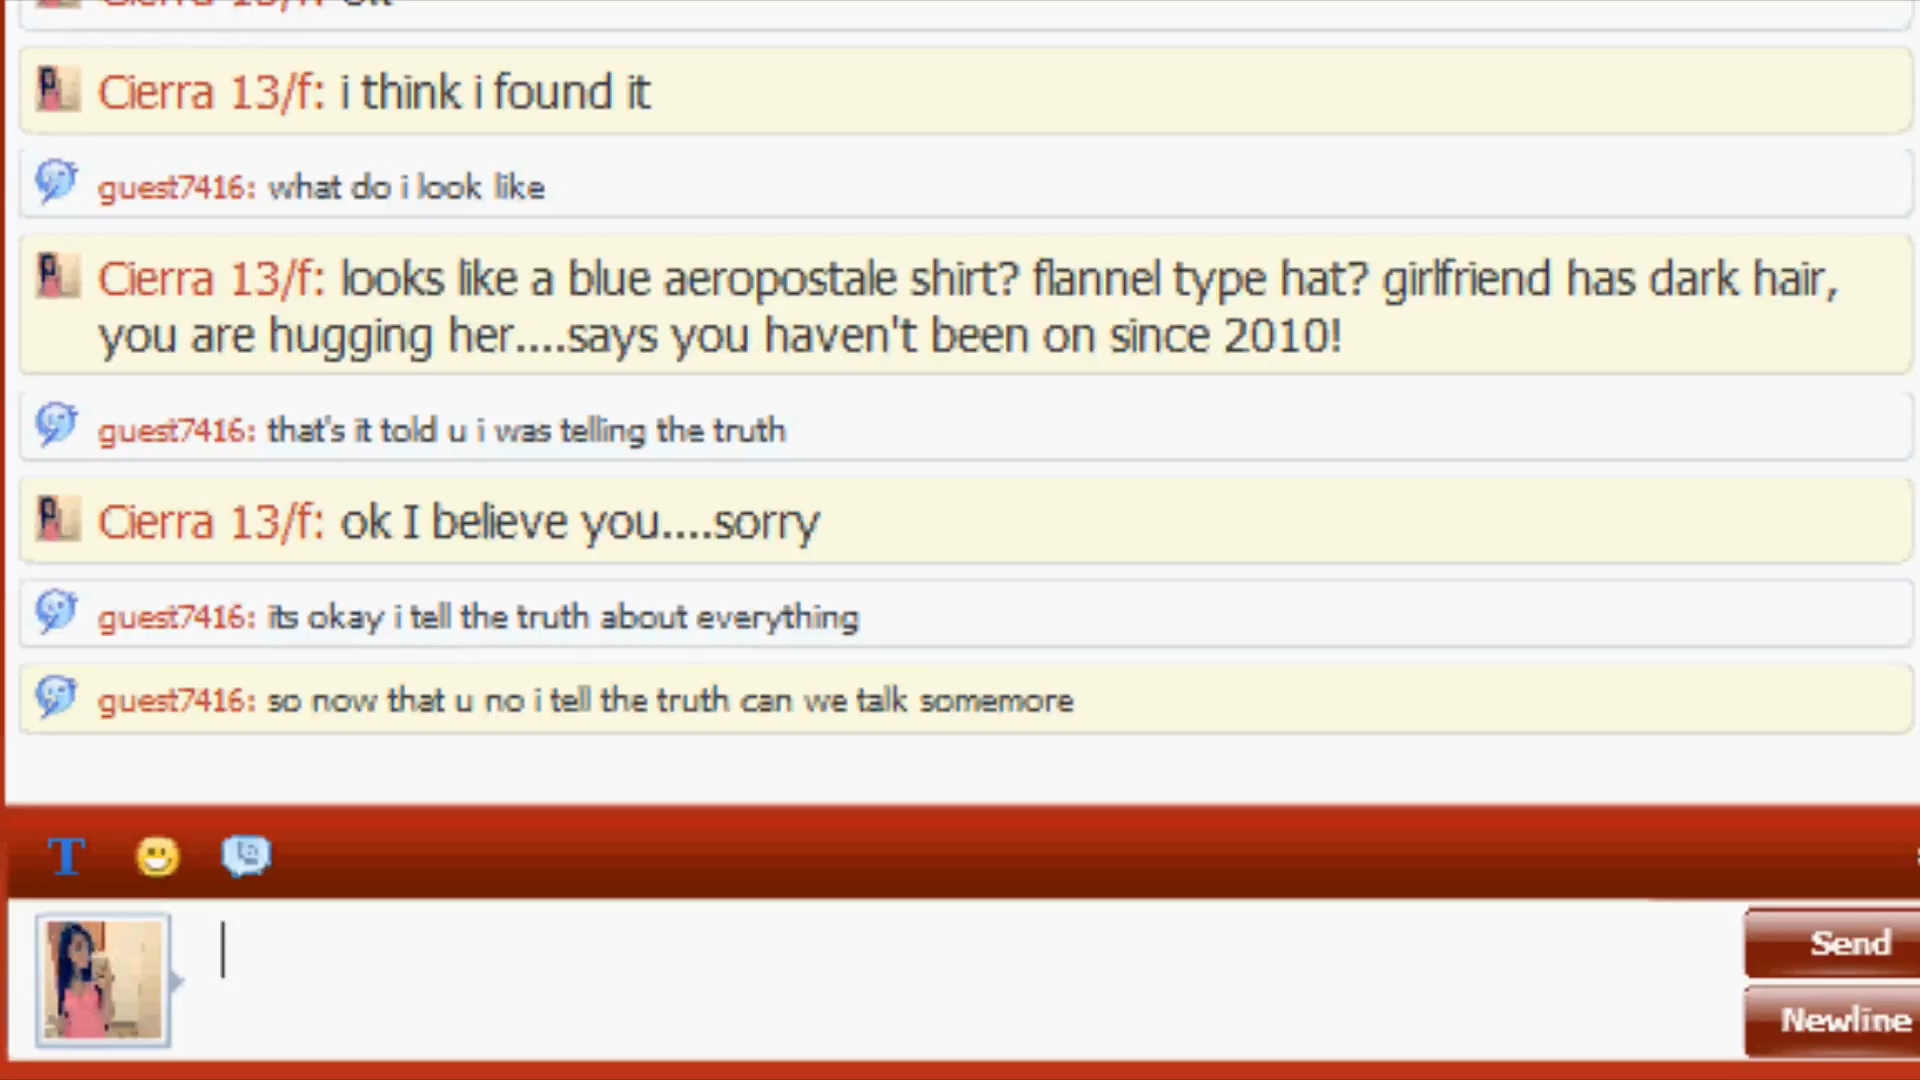 Cierra 13/f: ok
Cierra 13/f: i think i found it
guest7416: what do i look like
Cierra 13/f: looks like a blue aeropostale shirt? flannel type hat? girlfriend has dark hair,
you are hugging her....says you haven't been on since 2010!
guest7416: that's it told u i was telling the truth
Cierra 13/f: ok I believe you....sorry
guest7416: its okay i tell the truth about everything
guest7416: so now that u no i tell the truth can we talk somemore
T
Send
Newline